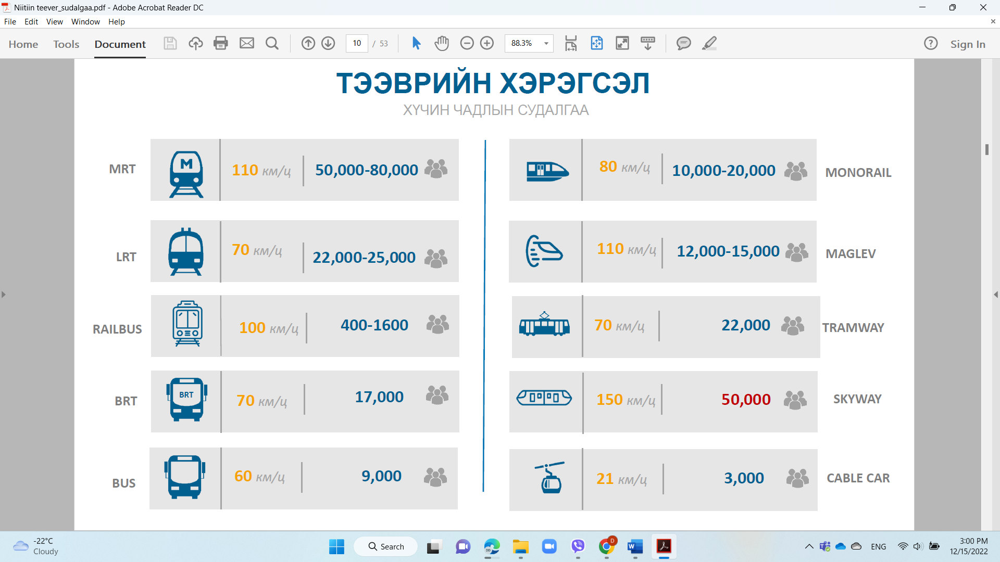 Niitiin teever_sudalgaa.pdf - Adobe Acrobat Reader DC
File Edit View Window Help
Home Tools Document 10 / 53 88.3% Sign In
ТЭЭВРИЙН ХЭРЭГСЭЛ
ХҮЧИН ЧАДЛЫН СУДАЛГАА
MRT M 110 км/ц 50,000-80,000
LRT 70 км/ц 22,000-25,000
RAILBUS 100 км/ц 400-1600
BRT BRT 70 км/ц 17,000
BUS 60 км/ц 9,000
80 км/ц 10,000-20,000 MONORAIL
110 км/ц 12,000-15,000 MAGLEV
70 км/ц 22,000 TRAMWAY
150 км/ц 50,000 SKYWAY
21 км/ц 3,000 CABLE CAR
-22°C
Cloudy
Search
DD
D
W
ENG
3:00 PM
12/15/2022